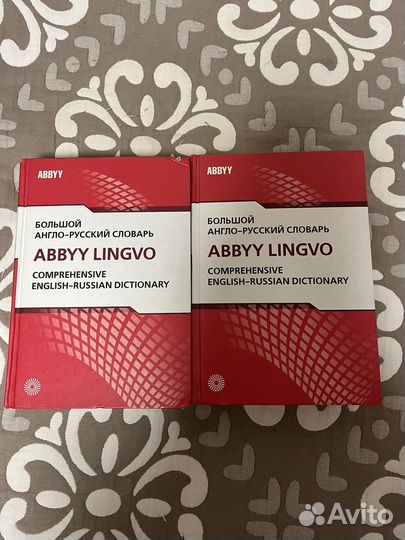 ABBYY
БОЛЬШОЙ
АНГЛО-РУССКИЙ СЛОВАРЬ
ABBYY LINGVO
COMPREHENSIVE
ENGLISH-RUSSIAN DICTIONARY
ABBYY
БОЛЬШОЙ
АНГЛО-РУССКИЙ СЛОВАРЬ
ABBYY LINGVO
COMPREHENSIVE
ENGLISH-RUSSIAN DICTIONARY
Avito